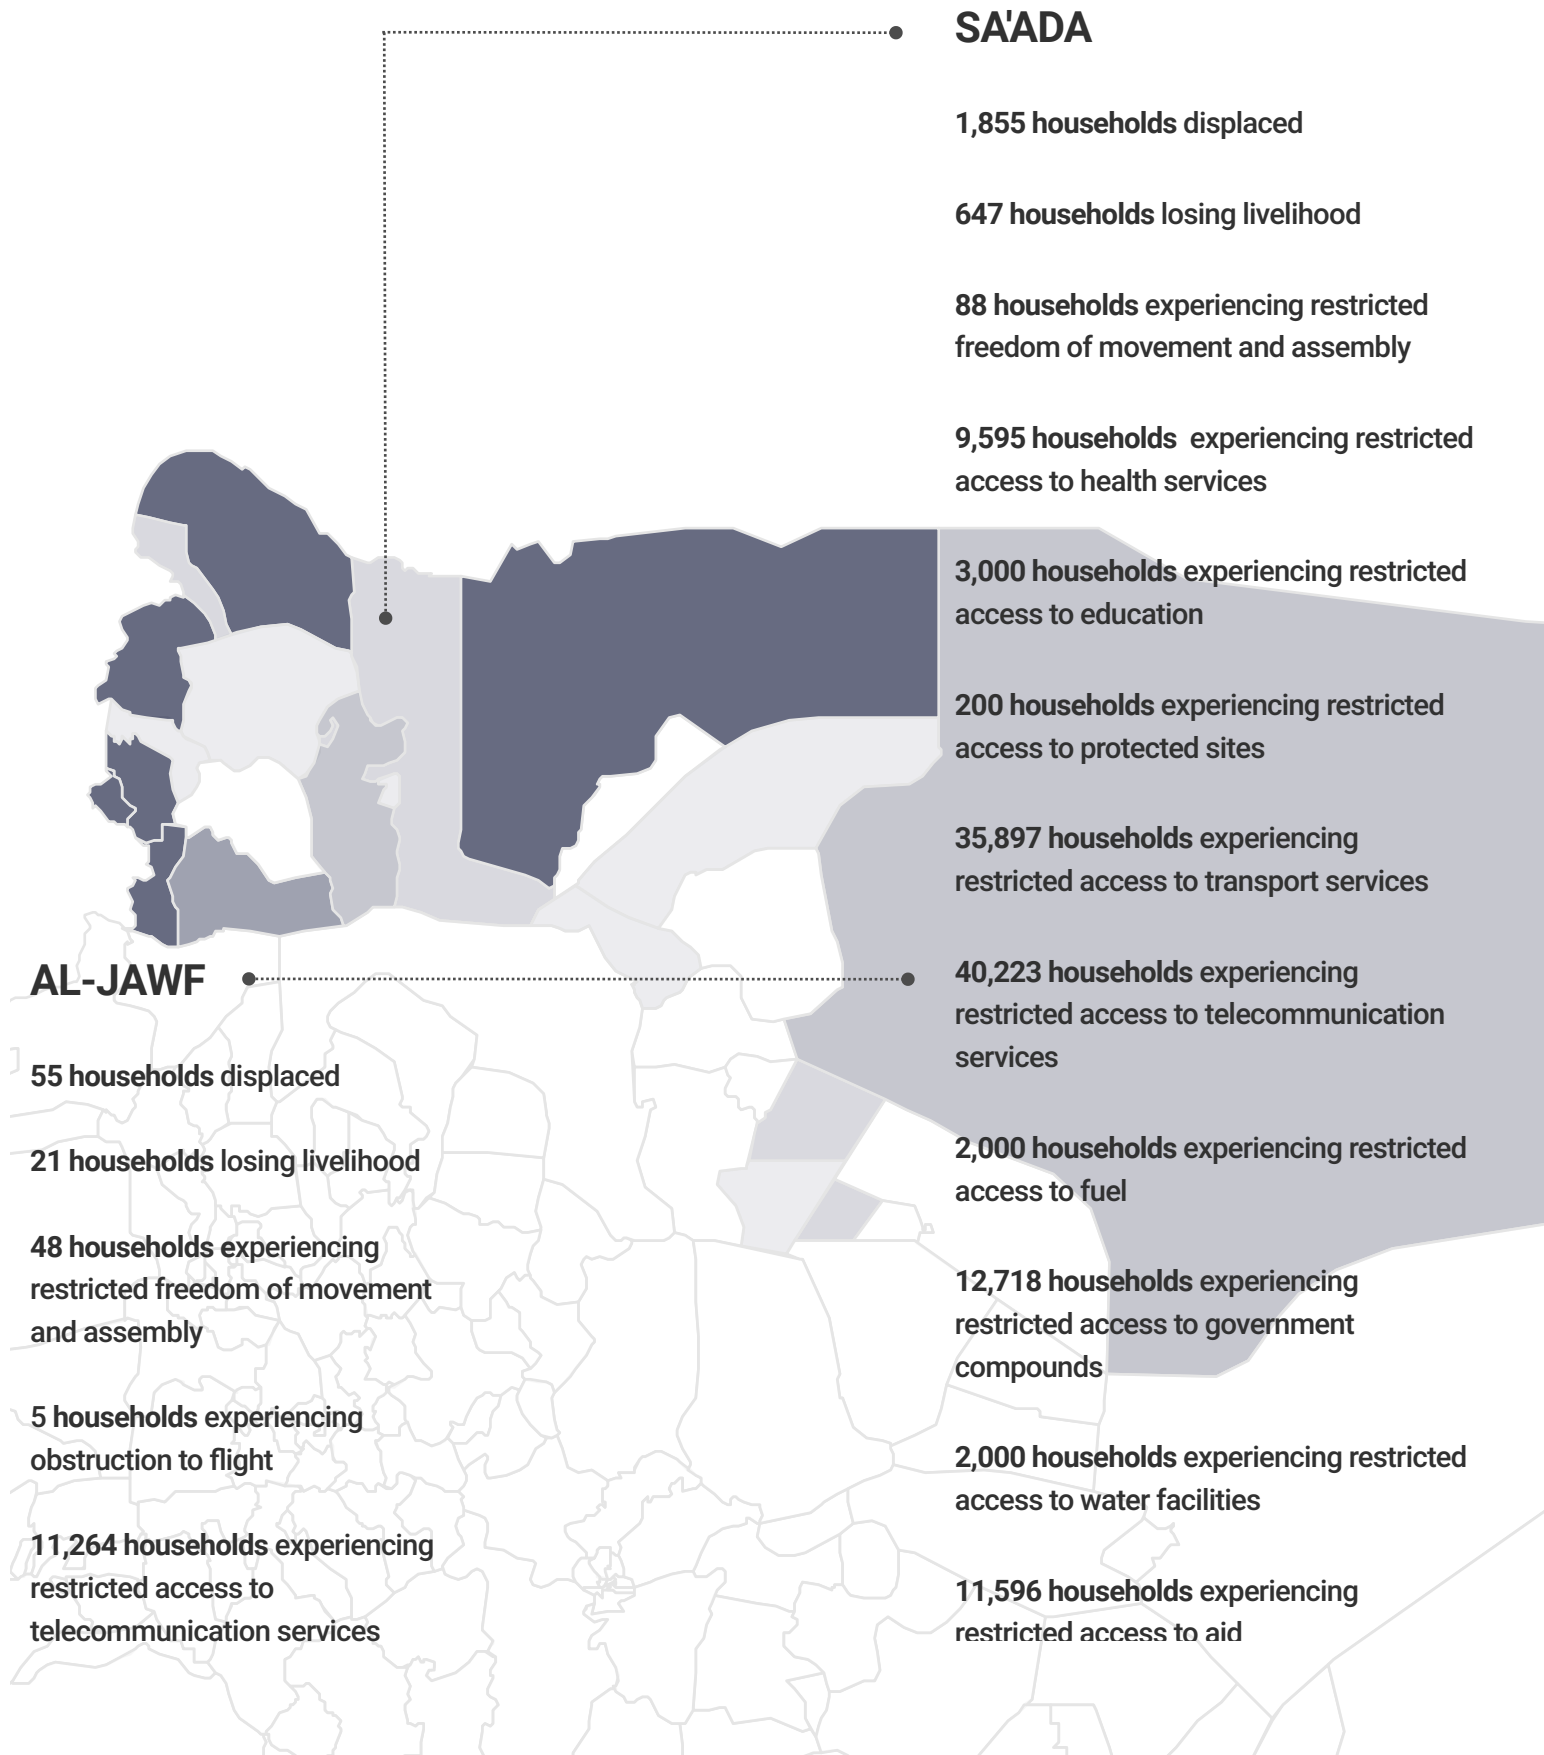 SA'ADA
1,855 households displaced
647 households losing livelihood
88 households experiencing restricted
freedom of movement and assembly
9,595 households experiencing restricted
access to health services
3,000 households experiencing restricted
access to education
200 households experiencing restricted
access to protected sites
35,897 households experiencing
restricted access to transport services
40,223 households experiencing
restricted access to telecommunication
services
2,000 households experiencing restricted
access to fuel
12,718 households experiencing
restricted access to government
compounds
2,000 households experiencing restricted
access to water facilities
11,596 households experiencing
restricted access to aid
AL-JAWF
55 households displaced
21 households losing livelihood
48 households experiencing
restricted freedom of movement
and assembly
5 households experiencing
obstruction to flight
11,264 households experiencing
restricted access to
telecommunication services